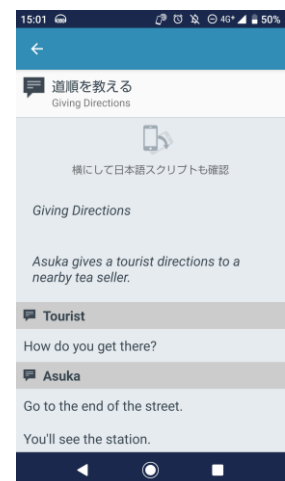 15:01 4G+ 50%
道順を教える
Giving Directions
横にして日本語スクリプトも確認
Giving Directions
Asuka gives a tourist directions to a
nearby tea seller.
Tourist
How do you get there?
Asuka
Go to the end of the street.
You'll see the station.